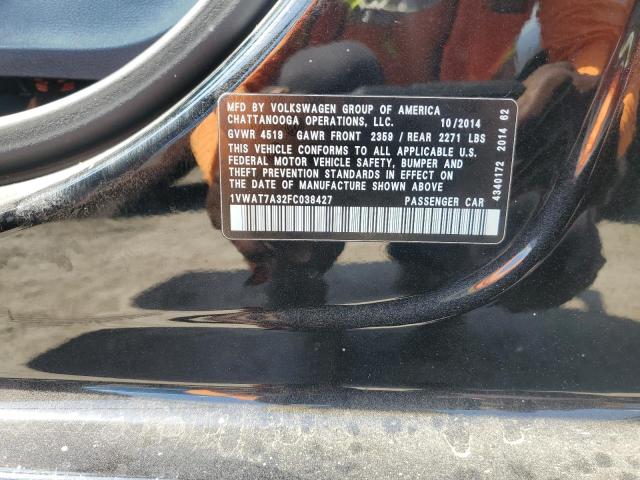 MFD BY VOLKSWAGEN GROUP OF AMERICA
CHATTANOOGA OPERATIONS, LLC. 10/2014
GVWR 4519 GAWR FRONT 2359 / REAR 2271 LBS
THIS VEHICLE CONFORMS TO ALL APPLICABLE U.S.
FEDERAL MOTOR VEHICLE SAFETY, BUMPER AND
THEFT PREVENTION STANDARDS IN EFFECT ON
THE DATE OF MANUFACTURE SHOWN ABOVE
1VWAT7A32FC038427 PASSENGER CAR
4340172 2014 62